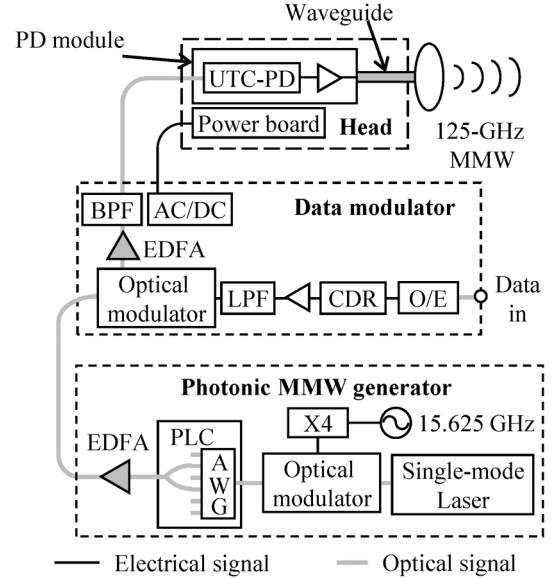 Waveguide
PD module
UTC-PD
Power board
Head
125-GHz
MMW
BPF
AC/DC
Data modulator
EDFA
Optical
modulator
LPF
CDR
O/E
Data
in
Photonic MMW generator
EDFA
PLC
A
W
G
X4
15.625 GHz
Optical
modulator
Single-mode
Laser
Electrical signal
Optical signal